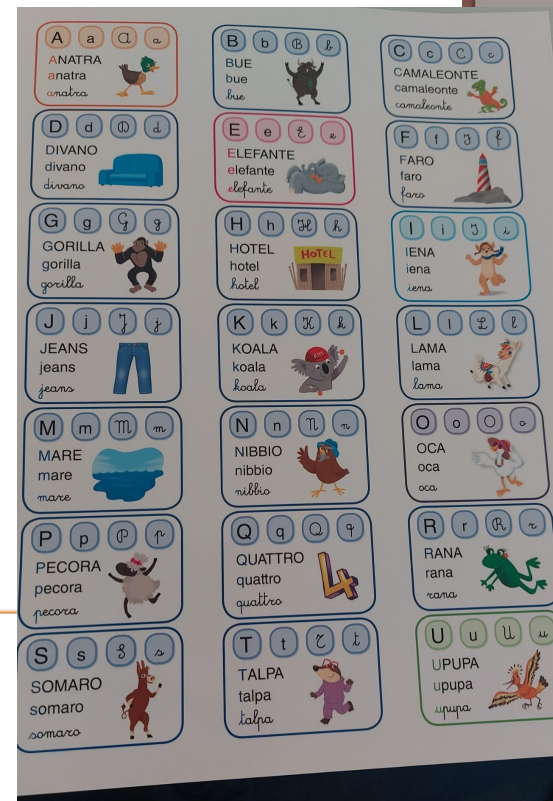 A a A a
ANATRA
anatra
anatra
B b B b
BUE
bue
bue
C c C c
CAMALEONTE
camaleonte
camaleonte
D d D d
DIVANO
divano
divano
E e E e
ELEFANTE
elefante
elefante
F f F f
FARO
faro
faro
G g G g
GORILLA
gorilla
gorilla
H h H h
HOTEL
hotel
hotel
HOTEL
I i I i
IENA
iena
iena
J j J j
JEANS
jeans
jeans
K k K k
KOALA
koala
koala
L l L l
LAMA
lama
lama
M m M m
MARE
mare
mare
N n N n
NIBBIO
nibbio
nibbio
O o O o
OCA
oca
oca
P p P p
PECORA
pecora
pecora
Q q Q q
QUATTRO
quattro
quattro
4
R r R r
RANA
rana
rana
S s S s
SOMARO
somaro
somaro
T t T t
TALPA
talpa
talpa
U u U u
UPUPA
upupa
upupa